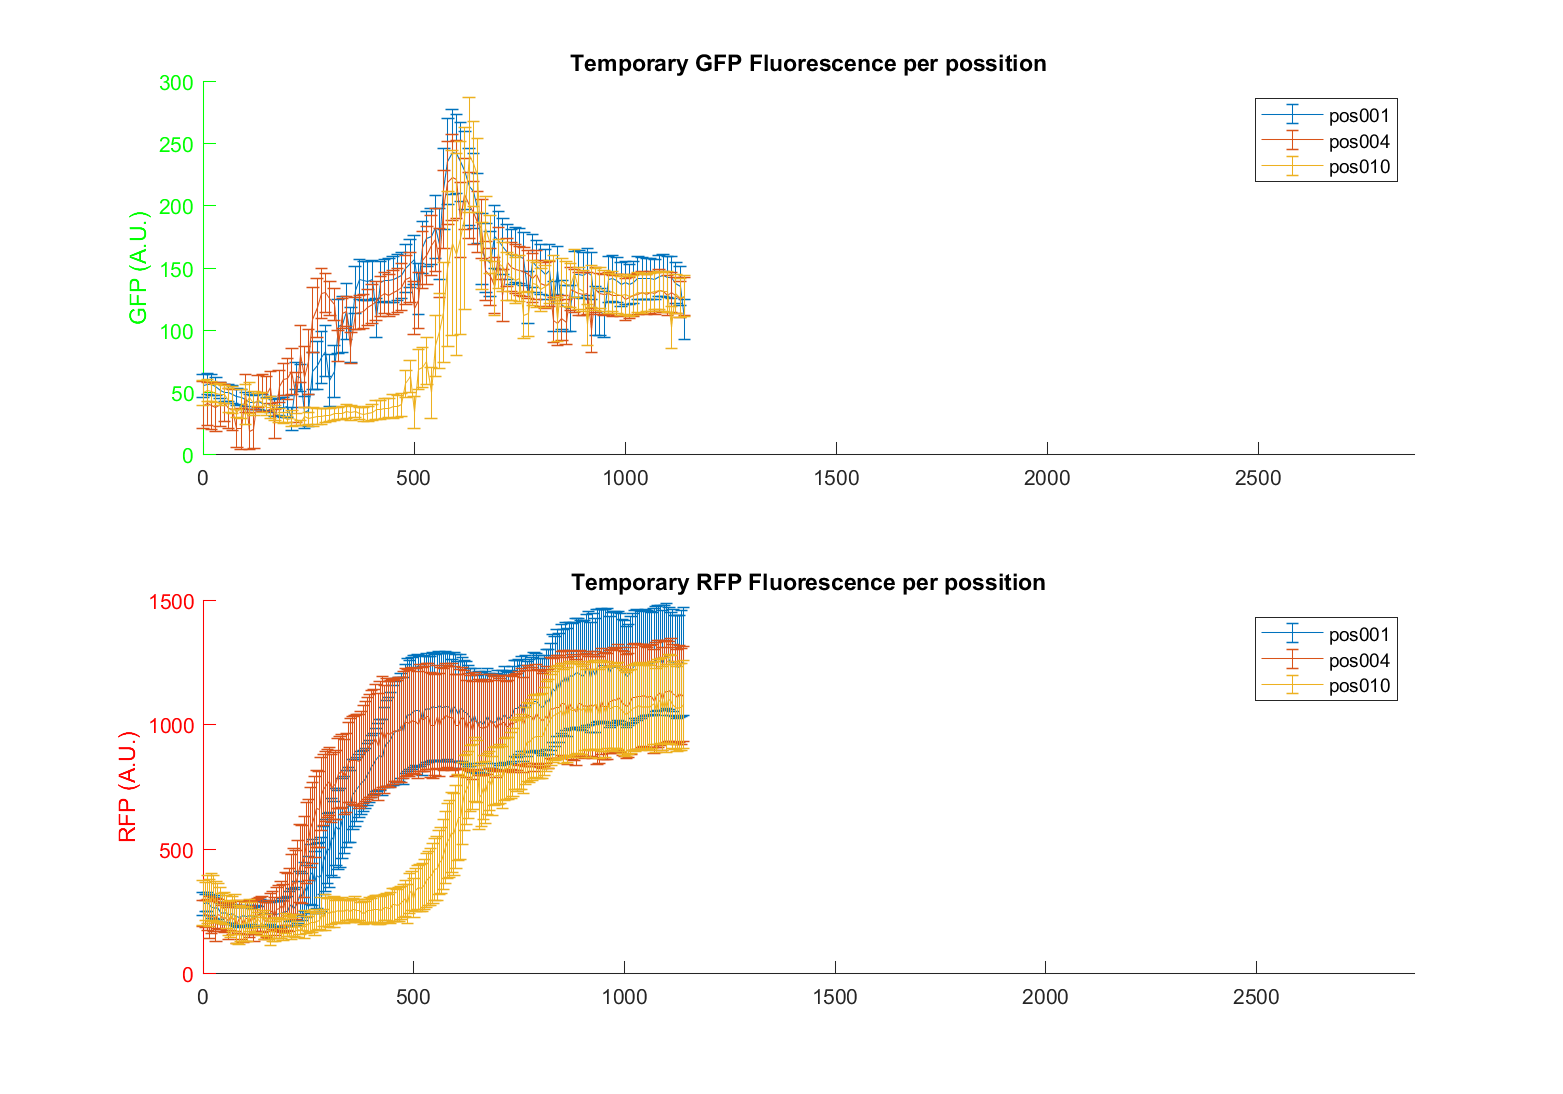 Temporary GFP Fluorescence per possition
300
250
200
150
100
50
0
GFP (A.U.)
0 500 1000 1500 2000 2500
pos001
pos004
pos010
Temporary RFP Fluorescence per possition
1500
1000
500
0
RFP (A.U.)
0 500 1000 1500 2000 2500
pos001
pos004
pos010